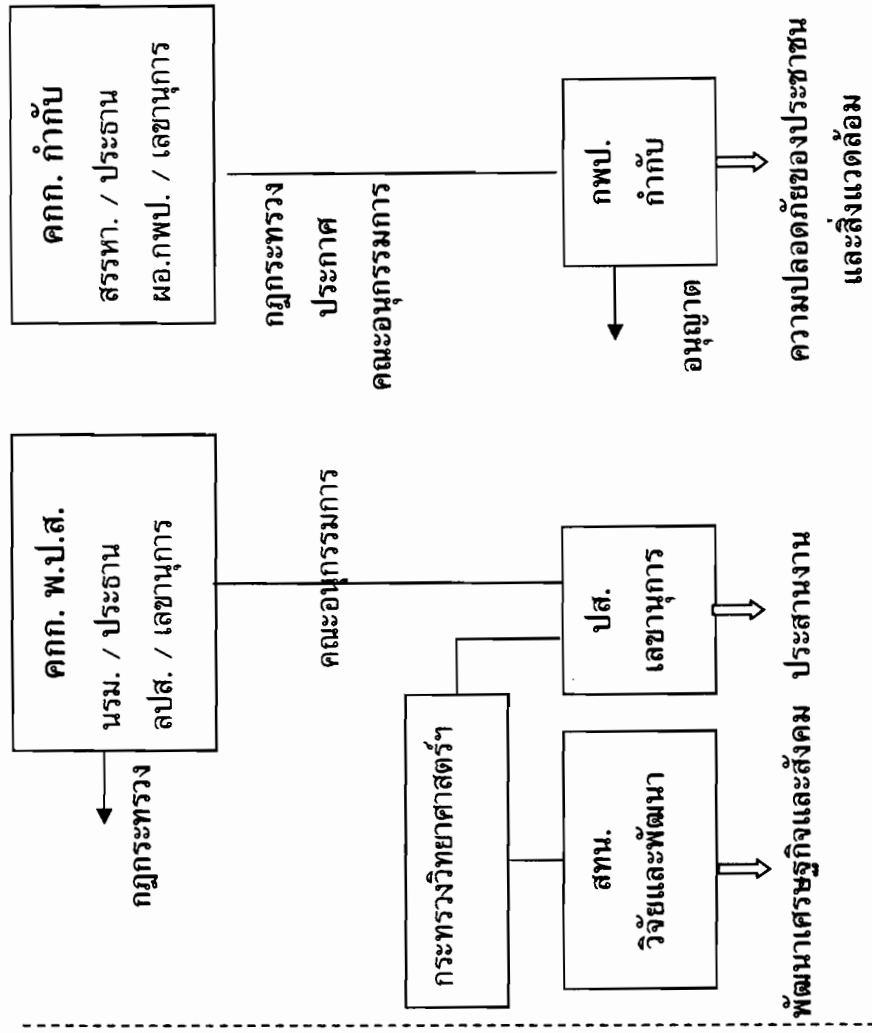 คกก. พ.ป.ส.
นรม. / ประธาน
ลปส. / เลขานุการ
กฎกระทรวง
คณะอนุกรรมการ
กระทรวงวิทยาศาสตร์ฯ
สทน.
วิจัยและพัฒนา
ปส.
เลขานุการ
พัฒนาเศรษฐกิจและสังคม
ประสานงาน
คกก. กำกับ
สรรหา. / ประธาน
ผอ.กพป. / เลขานุการ
กฎกระทรวง
ประกาศ
คณะอนุกรรมการ
กพป.
กำกับ
อนุญาต
ความปลอดภัยของประชาชน
และสิ่งแวดล้อม